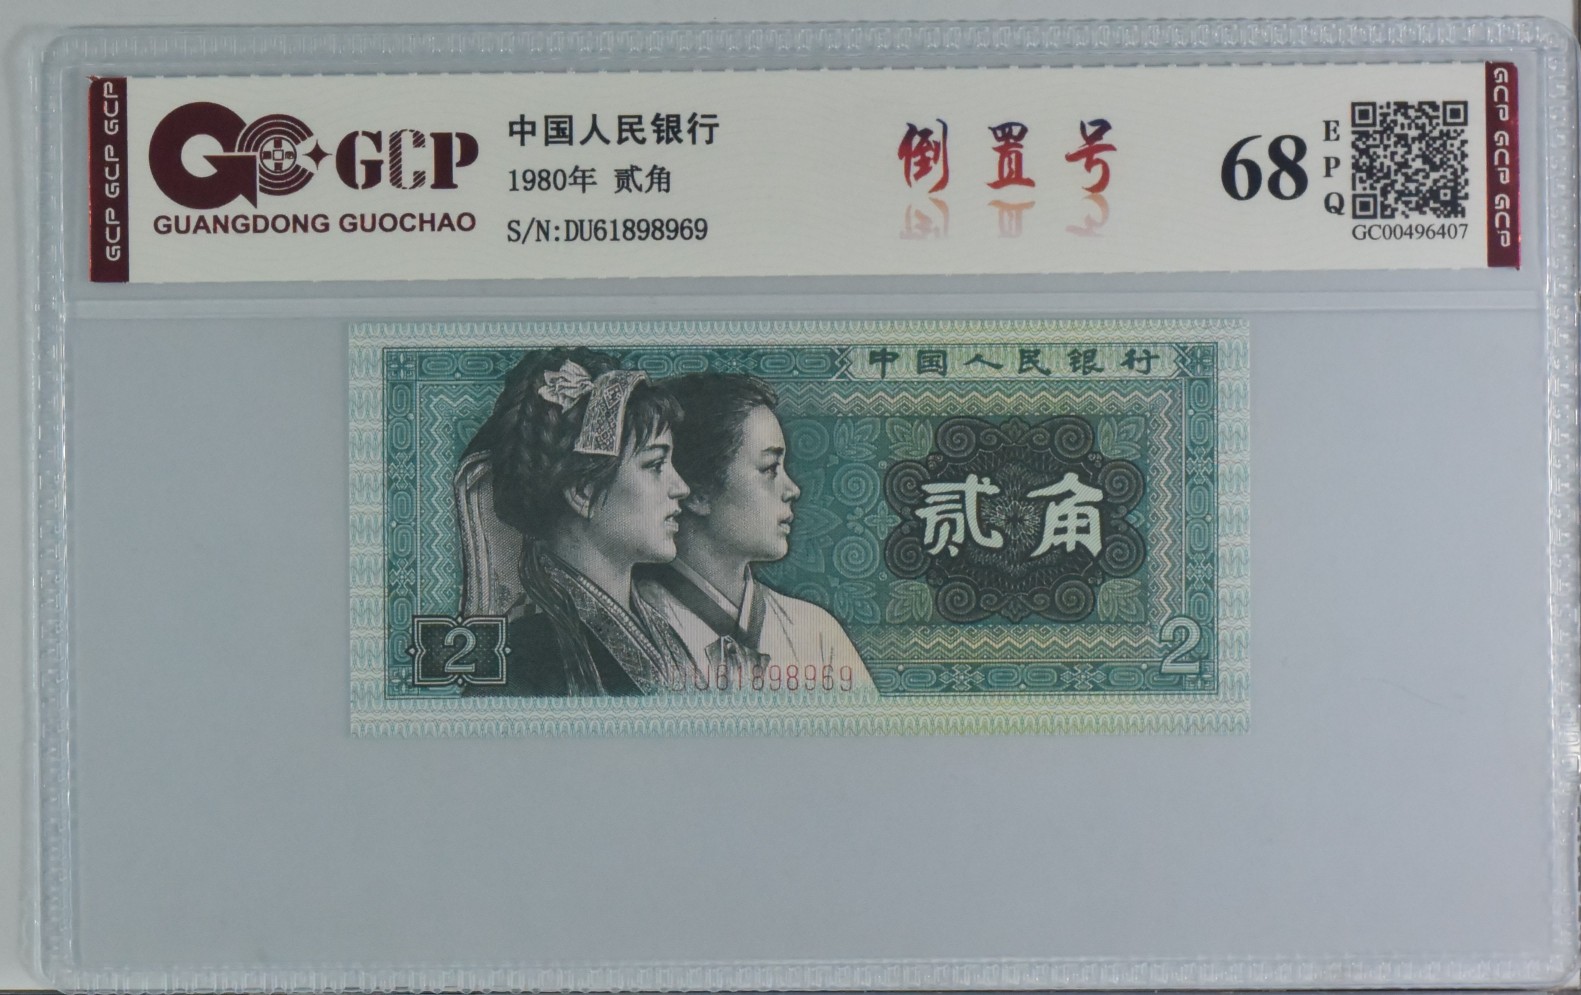 GCP GCP GCP
GCP
GUANGDONG GUOCHAO
中国人民银行
1980年 贰角
S/N:DU61898969
倒置号
68
EPQ
GC00496407
GCP GCP GCP
中国人民银行
贰角
2
2
DU61898969